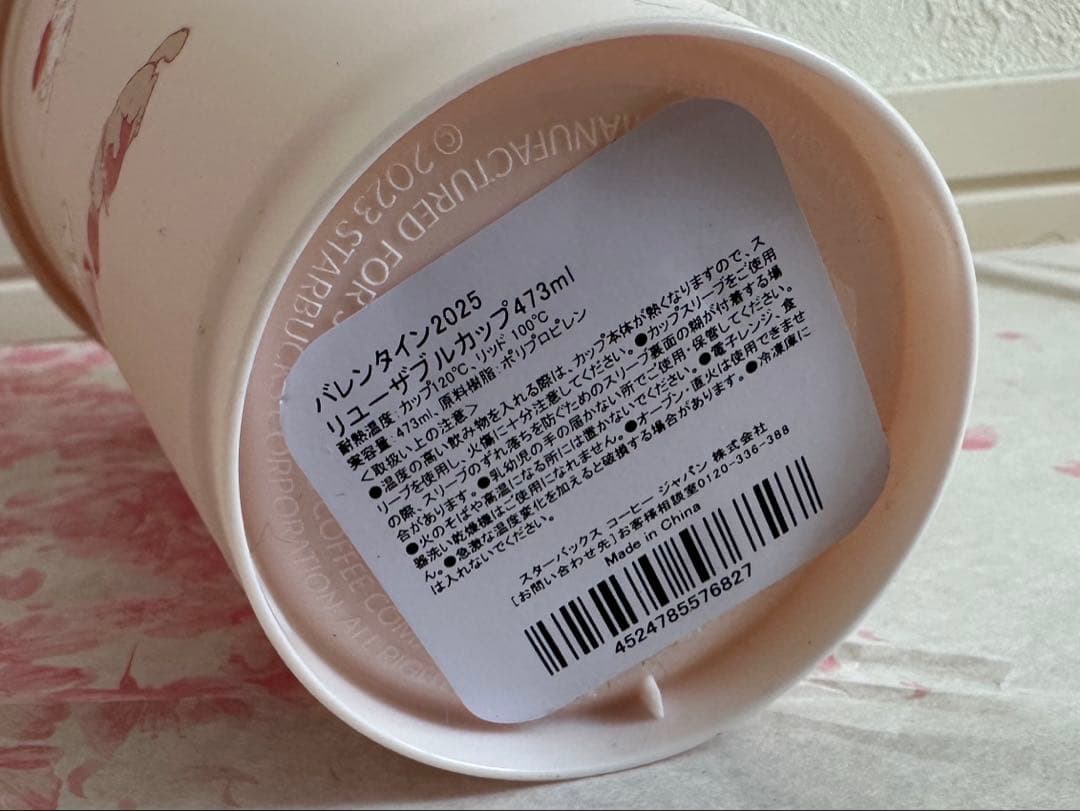 バレンタイン2025
リユーザブルカップ473ml
耐熱温度:カップ120℃、リッド 100℃
実容量:473ml、原料樹脂:ポリプロピレン
<取扱い上の注意>
●温度の高い飲み物を入れる際は、カップ本体が熱くなりますので、ス
リーブを使用し、火傷に十分注意してください。●カップスリーブをご使用
の際、スリーブのずれ落ちを防ぐためのスリーブ裏面の糊が付着する場
合があります。●乳幼児の手の届かない所でご使用・保管してください。
●火のそばや高温になる所には置かないでください。●電子レンジ、食
器洗い乾燥機はご使用になれません。●オーブン・直火は使用できませ
ん。●急激な温度変化を加えると破損する場合があります。●冷凍庫に
は入れないでください。
スターバックス コーヒー ジャパン 株式会社
[お問い合わせ先]お客様相談室0120-336-388
Made in China
4524785576827
MANUFACTURED FOR S
COFFEE COM
© 2023 STARBUCKS CORPORATION. AL
RIGH